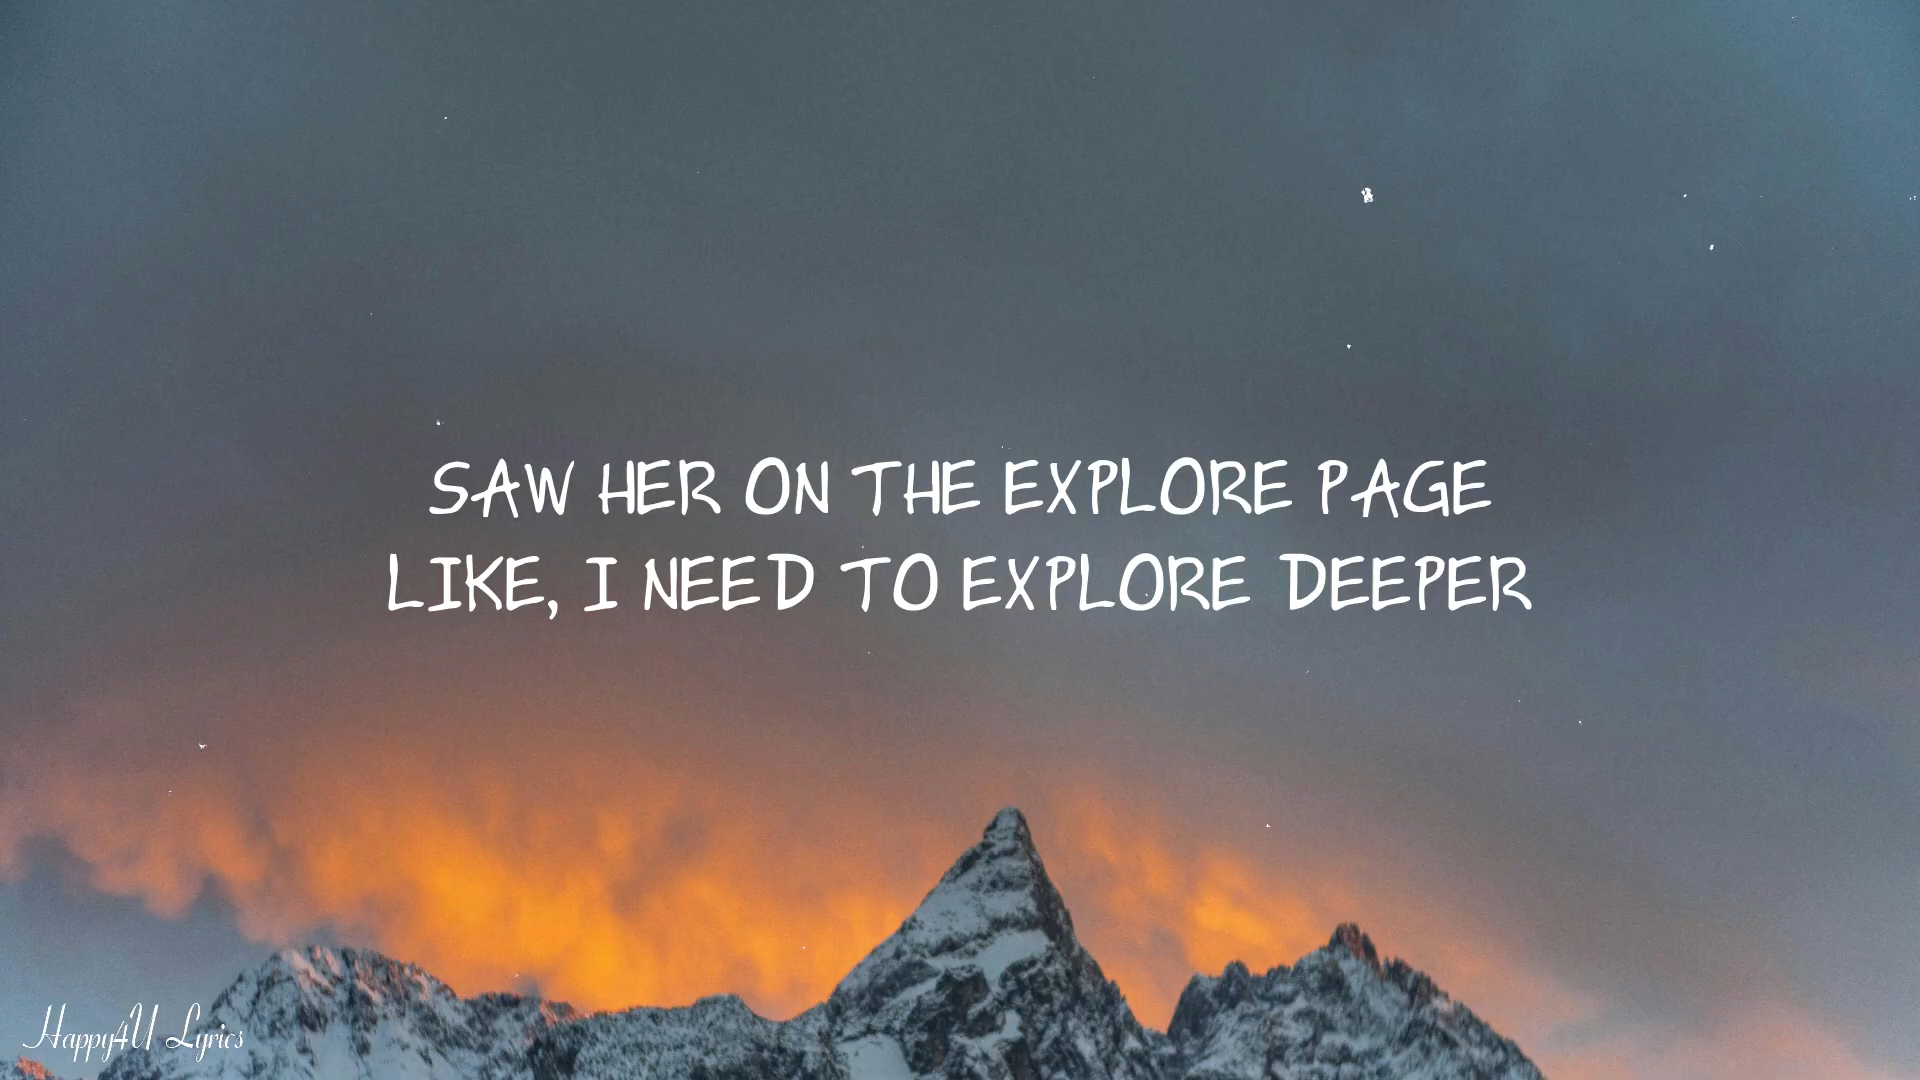 SAW HER ON THE EXPLORE PAGE
LIKE, I NEED TO EXPLORE DEEPER
Happy4U Lyrics